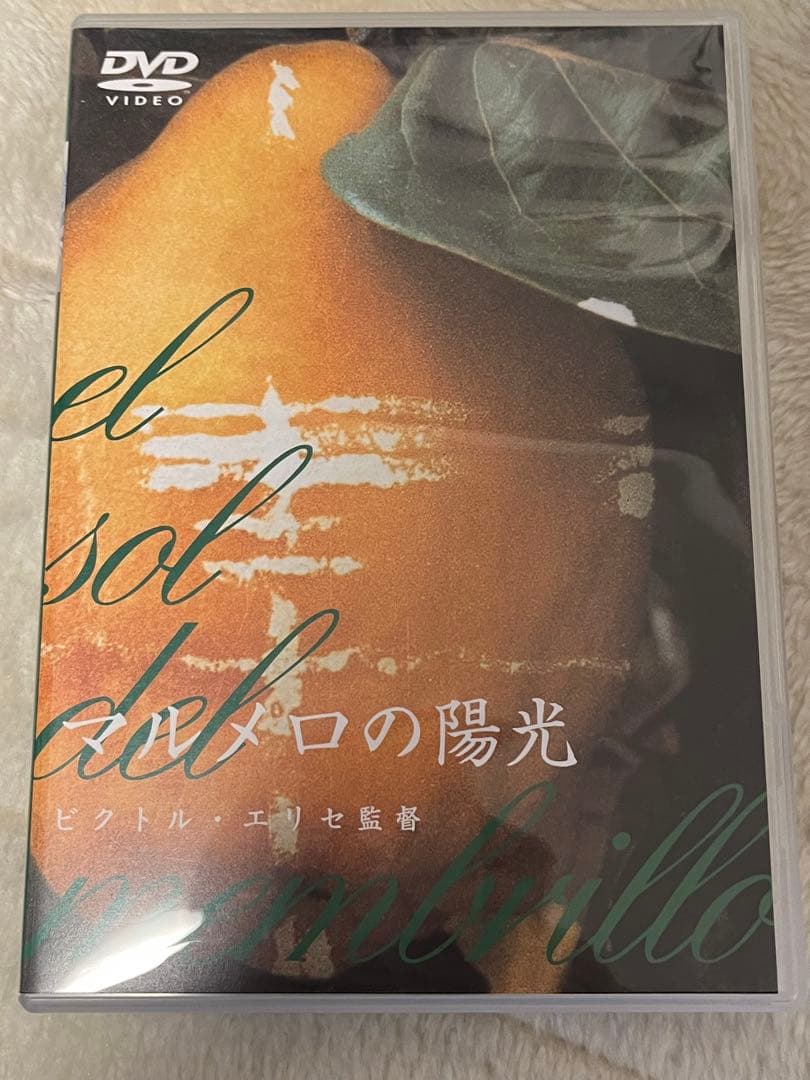 DVD
VIDEO
el
sol
del
マルメロの陽光
ビクトル・エリセ監督
membrillo